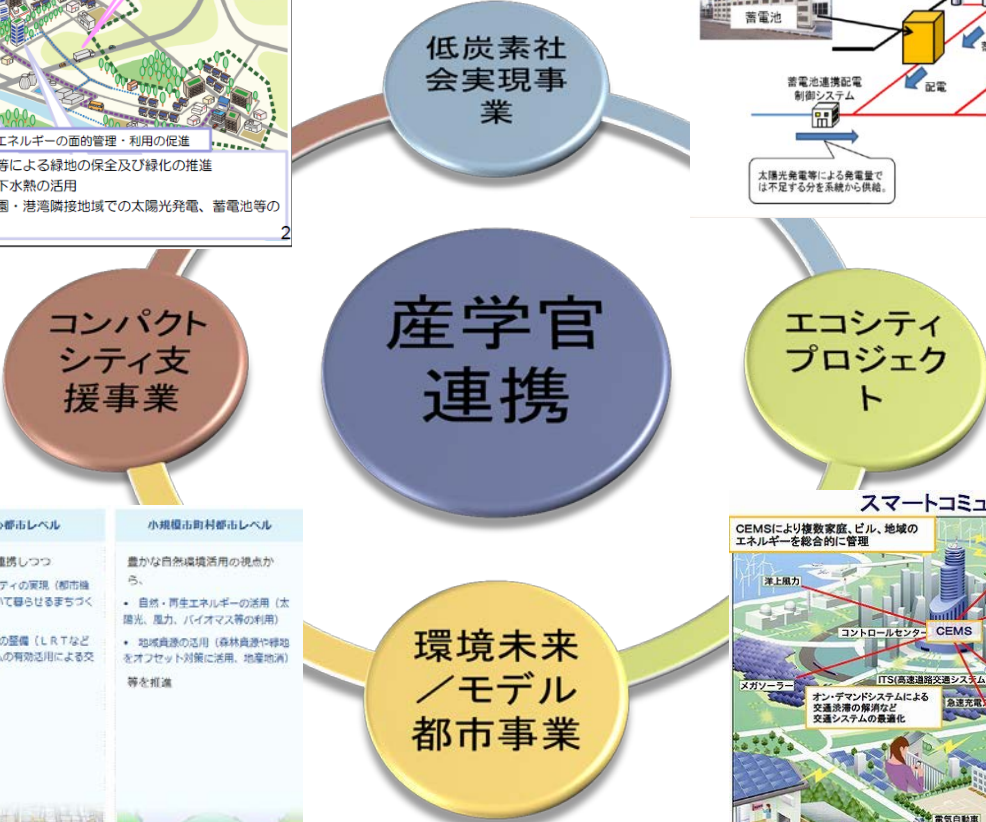 エネルギーの面的管理・利用の促進
等による緑地の保全及び緑化の推進
下水熱の活用
園・港湾隣接地域での太陽光発電、蓄電池等の
2
低炭素社
会実現事
業
蓄電池
蓄電池連携配電
制御システム
配電
太陽光発電等による発電量で
は不足する分を系統から供給。
コンパクト
シティ支
援事業
産学官
連携
エコシティ
プロジェク
ト
都市レベル
連携しつつ
ティの実現（都市機
いて暮らせるまちづく
の整備（ＬＲＴなど
ムの有効活用による交
小規模市町村都市レベル
豊かな自然環境活用の視点か
ら、
• 自然・再生エネルギーの活用（太
陽光、風力、バイオマス等の利用）
• 地域資源の活用（森林資源や緑地
をオフセット対策に活用、地産地消）
等を推進
環境未来
／モデル
都市事業
スマートコミュ
CEMSにより複数家庭、ビル、地域の
エネルギーを総合的に管理
洋上風力
コントロールセンター
CEMS
メガソーラー
ITS(高速道路交通システム
オン・デマンドシステムによる
交通渋滞の解消など
交通システムの最適化
急速充電
電気自動車